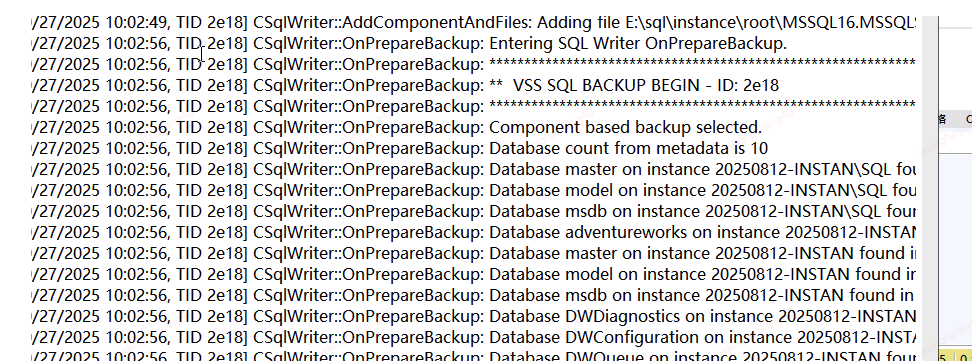 /27/2025 10:02:49, TID 2e18] CSqlWriter::AddComponentAndFiles: Adding file E:\sql\instance\root\MSSQL16.MSSQLS
/27/2025 10:02:56, TID 2e18] CSqlWriter::OnPrepareBackup: Entering SQL Writer OnPrepareBackup.
/27/2025 10:02:56, TID 2e18] CSqlWriter::OnPrepareBackup: *************************************************************
/27/2025 10:02:56, TID 2e18] CSqlWriter::OnPrepareBackup: ** VSS SQL BACKUP BEGIN - ID: 2e18
/27/2025 10:02:56, TID 2e18] CSqlWriter::OnPrepareBackup: *************************************************************
/27/2025 10:02:56, TID 2e18] CSqlWriter::OnPrepareBackup: Component based backup selected.
/27/2025 10:02:56, TID 2e18] CSqlWriter::OnPrepareBackup: Database count from metadata is 10
/27/2025 10:02:56, TID 2e18] CSqlWriter::OnPrepareBackup: Database master on instance 20250812-INSTAN\SQL fou
/27/2025 10:02:56, TID 2e18] CSqlWriter::OnPrepareBackup: Database model on instance 20250812-INSTAN\SQL fou
/27/2025 10:02:56, TID 2e18] CSqlWriter::OnPrepareBackup: Database msdb on instance 20250812-INSTAN\SQL four
/27/2025 10:02:56, TID 2e18] CSqlWriter::OnPrepareBackup: Database adventureworks on instance 20250812-INSTAN
/27/2025 10:02:56, TID 2e18] CSqlWriter::OnPrepareBackup: Database master on instance 20250812-INSTAN found ir
/27/2025 10:02:56, TID 2e18] CSqlWriter::OnPrepareBackup: Database model on instance 20250812-INSTAN found in
/27/2025 10:02:56, TID 2e18] CSqlWriter::OnPrepareBackup: Database msdb on instance 20250812-INSTAN found in
/27/2025 10:02:56, TID 2e18] CSqlWriter::OnPrepareBackup: Database DWDiagnostics on instance 20250812-INSTAN
/27/2025 10:02:56, TID 2e18] CSqlWriter::OnPrepareBackup: Database DWConfiguration on instance 20250812-INSTA
/27/2025 10:02:56, TID 2e18] CSqlWriter::OnPrepareBackup: Database DWQueue on instance 20250812-INSTAN four